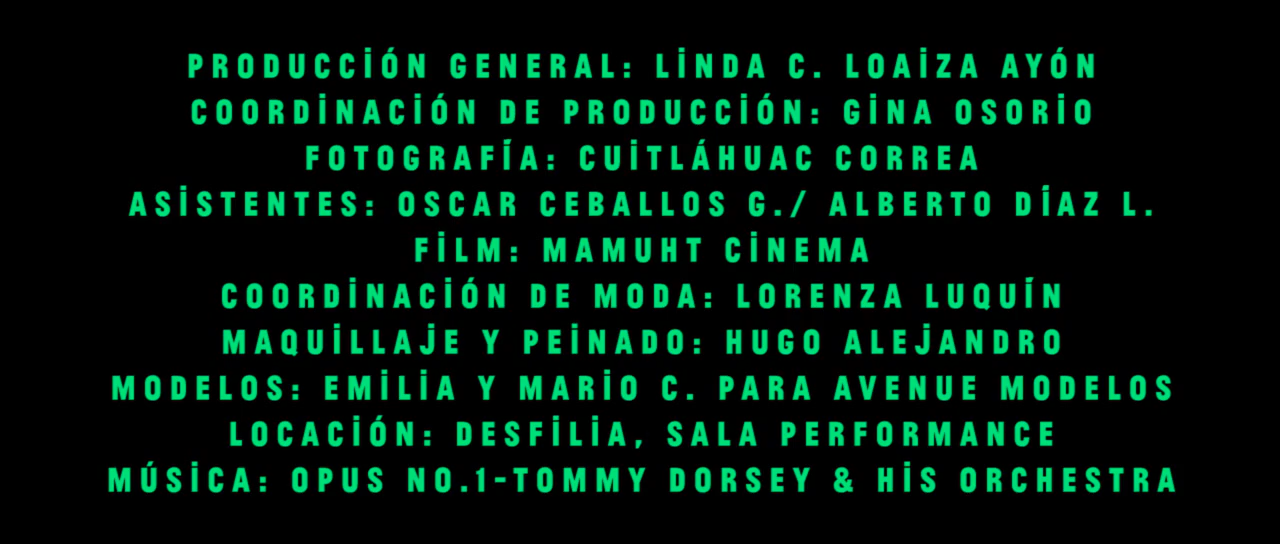 PRODUCCİÓN GENERAL: LİNDA C. LOAİZA AYÓN
COORDİNACİÓN DE PRODUCCİÓN: GİNA OSORİO
FOTOGRAFÍA: CUİTLÁHUAC CORREA
ASİSTENTES: OSCAR CEBALLOS G./ ALBERTO DÍAZ L.
FİLM: MAMUHT CİNEMA
COORDİNACİÓN DE MODA: LORENZA LUQUÍN
MAQUİLLAJE Y PEİNADO: HUGO ALEJANDRO
MODELOS: EMİLİA Y MARİO C. PARA AVENUE MODELOS
LOCACİÓN: DESFİLİA, SALA PERFORMANCE
MÚSİCA: OPUS NO.1-TOMMY DORSEY & HİS ORCHESTRA